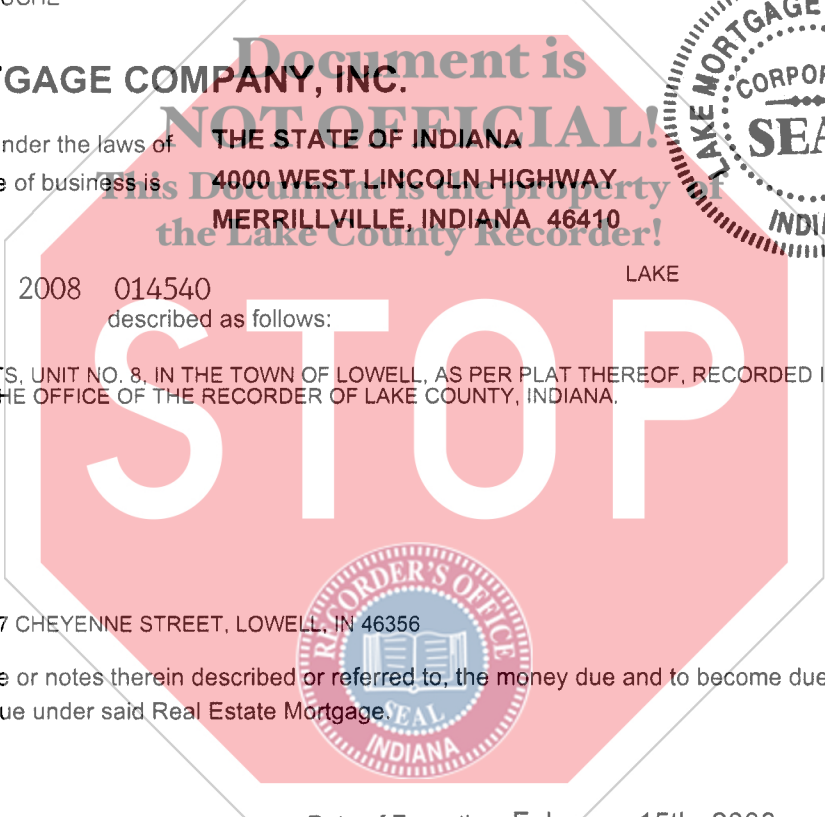 Document is
TGAGE COMPANY, INC.
NOT OFFICIAL!
nder the laws of THE STATE OF INDIANA
e of business is 4000 WEST LINCOLN HIGHWAY
This Document is the property of
MERRILLVILLE, INDIANA 46410
the Lake County Recorder!
LAKE MORTGAGE
CORPOR
SEA
INDI
LAKE
2008 014540
described as follows:
STOP
TS, UNIT NO. 8, IN THE TOWN OF LOWELL, AS PER PLAT THEREOF, RECORDED I
HE OFFICE OF THE RECORDER OF LAKE COUNTY, INDIANA.
7 CHEYENNE STREET, LOWELL, IN 46356
RECORDER'S OFFICE
SEAL
INDIANA
e or notes therein described or referred to, the money due and to become due
ue under said Real Estate Mortgage.